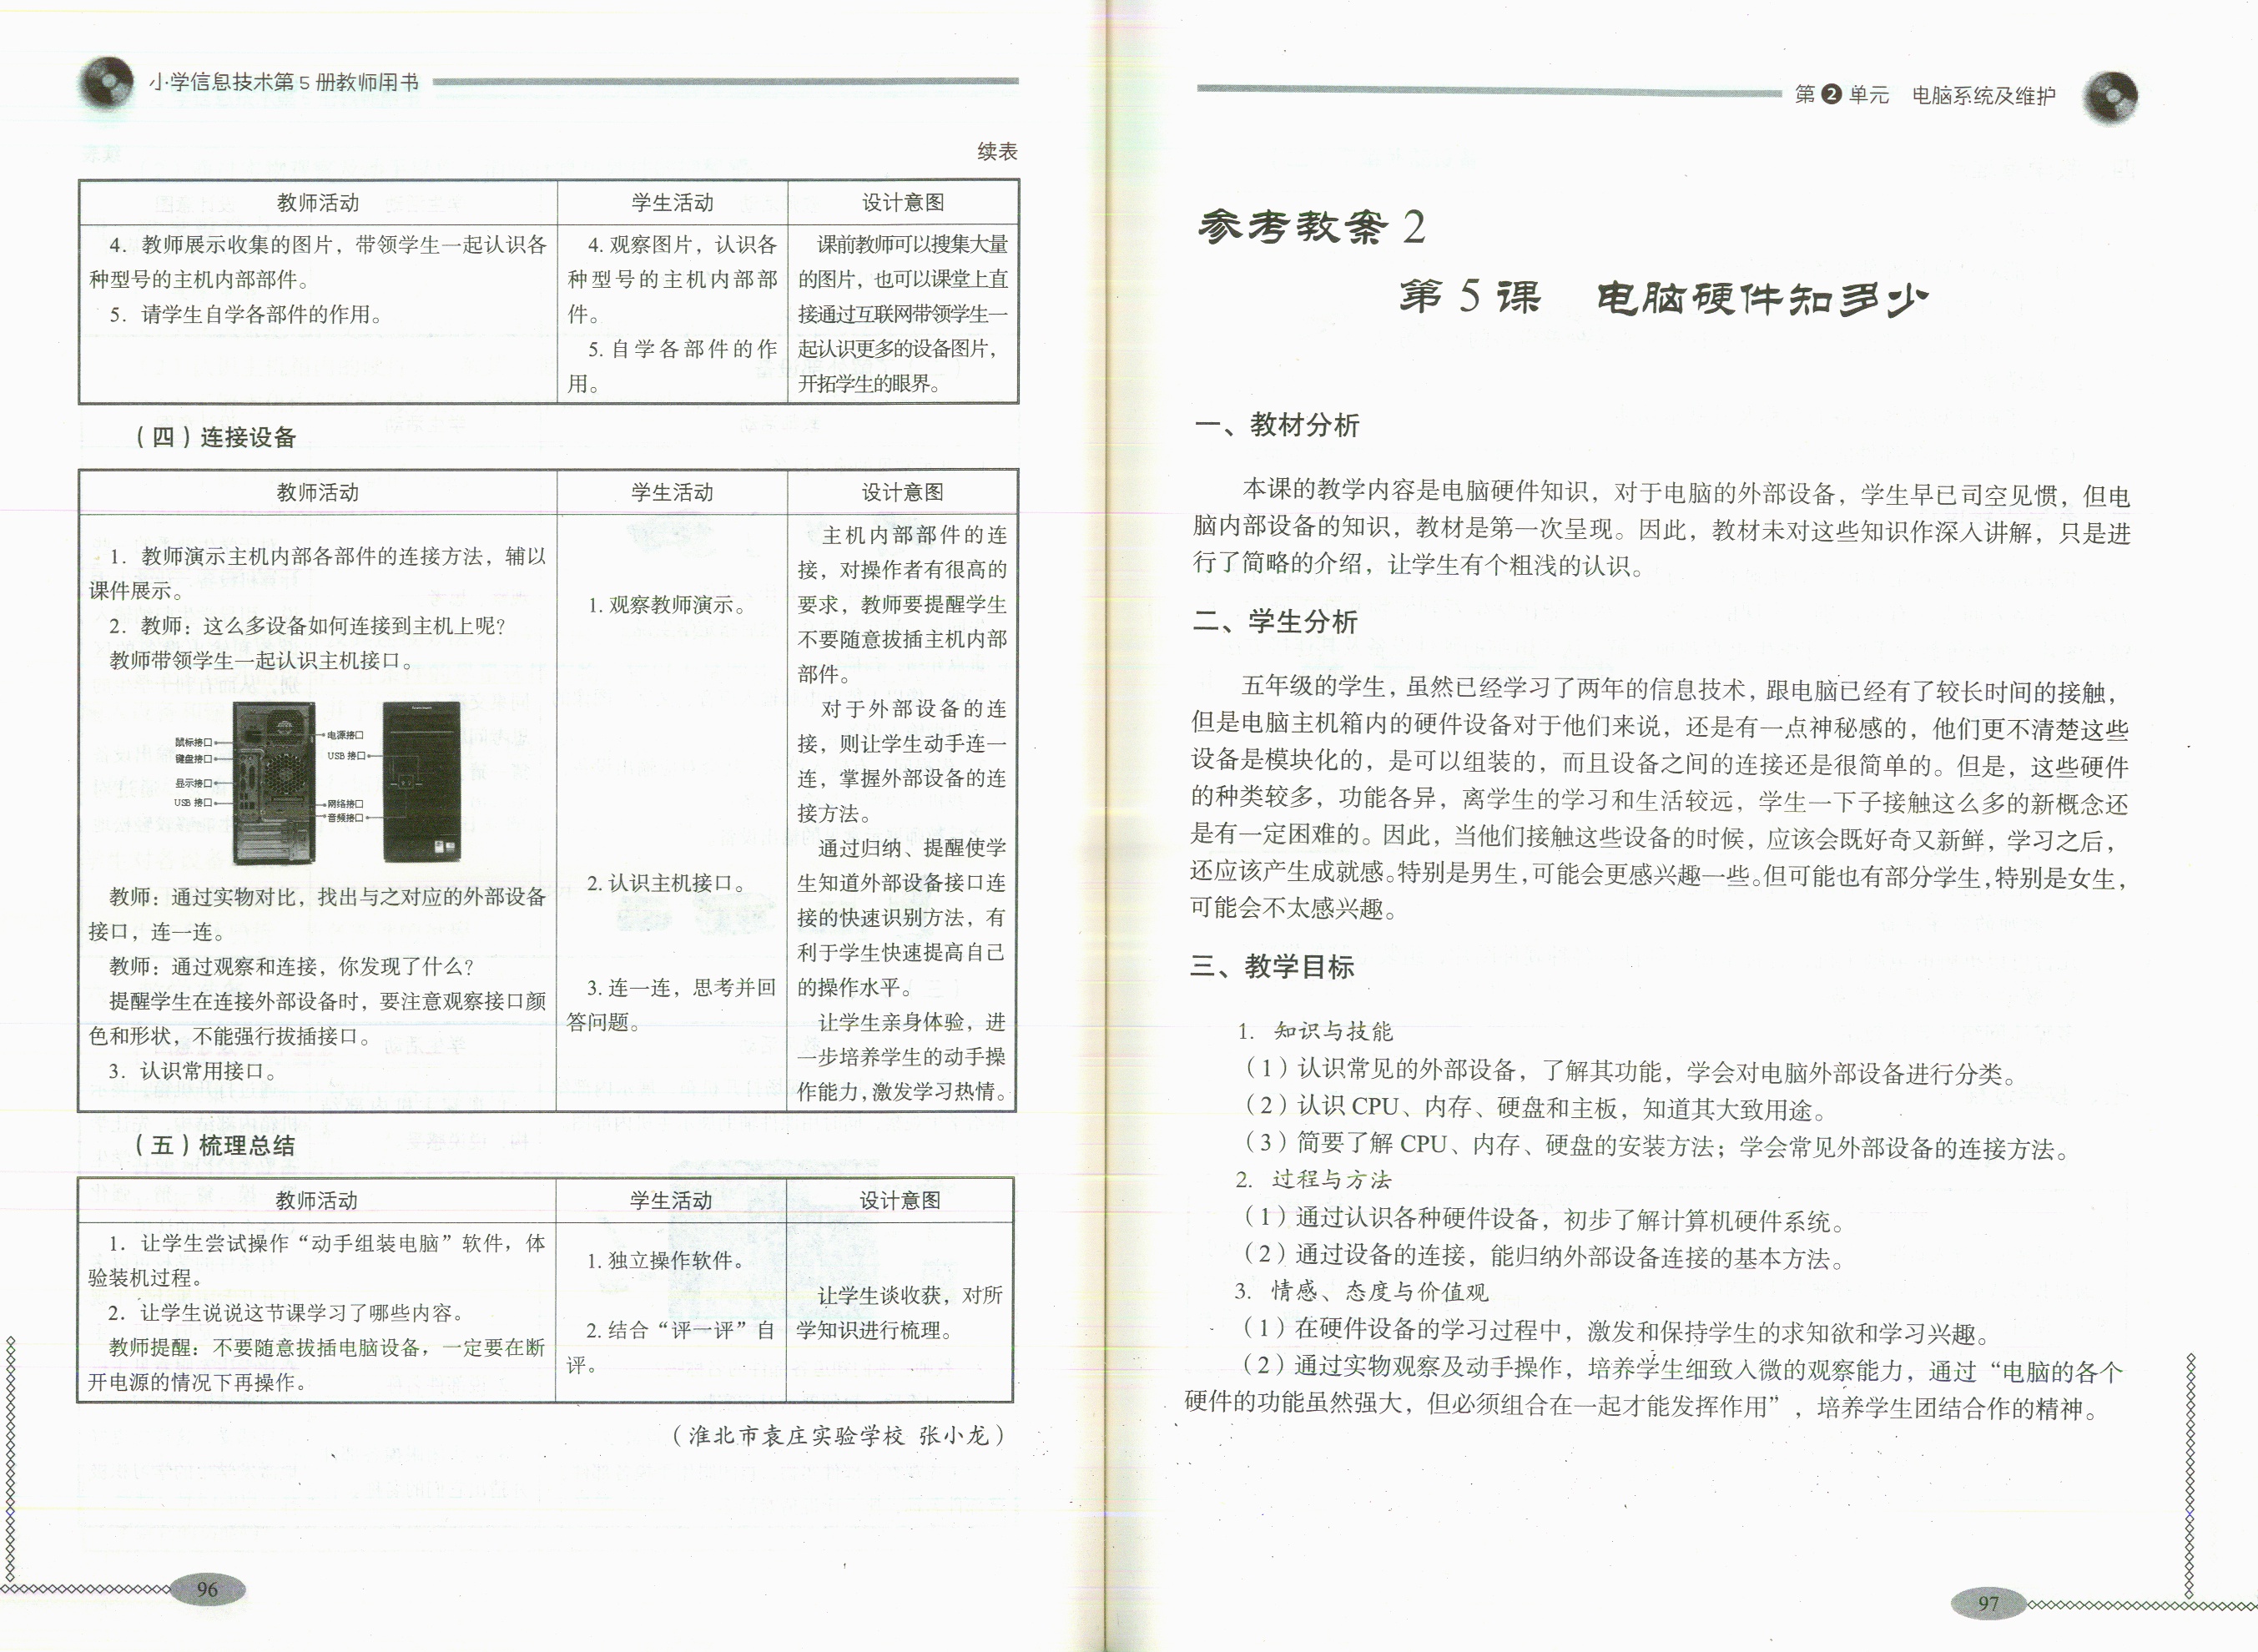 小学信息技术第5册教师用书
续表
教师活动 学生活动 设计意图
4. 教师展示收集的图片，带领学生一起认识各
种型号的主机内部部件。
5. 请学生自学各部件的作用。
4. 观察图片，认识各
种型号的主机内部部
件。
5. 自学各部件的作
用。
课前教师可以搜集大量
的图片，也可以课堂上直
接通过互联网带领学生一
起认识更多的设备图片，
开拓学生的眼界。
（四）连接设备
教师活动 学生活动 设计意图
1. 教师演示主机内部各部件的连接方法，辅以
课件展示。
2. 教师：这么多设备如何连接到主机上呢？
教师带领学生一起认识主机接口。
鼠标接口
键盘接口
显示接口
USB 接口
电源接口
USB 接口
网络接口
音频接口
教师：通过实物对比，找出与之对应的外部设备
接口，连一连。
教师：通过观察和连接，你发现了什么？
提醒学生在连接外部设备时，要注意观察接口颜
色和形状，不能强行拔插接口。
3. 认识常用接口。
1. 观察教师演示。
2. 认识主机接口。
3. 连一连，思考并回
答问题。
主机内部部件的连
接，对操作者有很高的
要求，教师要提醒学生
不要随意拔插主机内部
部件。
对于外部设备的连
接，则让学生动手连一
连，掌握外部设备的连
接方法。
通过归纳、提醒使学
生知道外部设备接口连
接的快速识别方法，有
利于学生快速提高自己
的操作水平。
让学生亲身体验，进
一步培养学生的动手操
作能力，激发学习热情。
（五）梳理总结
教师活动 学生活动 设计意图
1. 让学生尝试操作“动手组装电脑”软件，体
验装机过程。
2. 让学生说说这节课学习了哪些内容。
教师提醒：不要随意拔插电脑设备，一定要在断
开电源的情况下再操作。
1. 独立操作软件。
2. 结合“评一评”自
评。
让学生谈收获，对所
学知识进行梳理。
（淮北市袁庄实验学校 张小龙）
96
第2单元 电脑系统及维护
参考教案 2
第 5 课 电脑硬件知多少
一、教材分析
本课的教学内容是电脑硬件知识，对于电脑的外部设备，学生早已司空见惯，但电
脑内部设备的知识，教材是第一次呈现。因此，教材未对这些知识作深入讲解，只是进
行了简略的介绍，让学生有个粗浅的认识。
二、学生分析
五年级的学生，虽然已经学习了两年的信息技术，跟电脑已经有了较长时间的接触，
但是电脑主机箱内的硬件设备对于他们来说，还是有一点神秘感的，他们更不清楚这些
设备是模块化的，是可以组装的，而且设备之间的连接还是很简单的。但是，这些硬件
的种类较多，功能各异，离学生的学习和生活较远，学生一下子接触这么多的新概念还
是有一定困难的。因此，当他们接触这些设备的时候，应该会既好奇又新鲜，学习之后，
还应该产生成就感。特别是男生，可能会更感兴趣一些。但可能也有部分学生，特别是女生，
可能会不太感兴趣。
三、教学目标
1. 知识与技能
（1）认识常见的外部设备，了解其功能，学会对电脑外部设备进行分类。
（2）认识 CPU、内存、硬盘和主板，知道其大致用途。
（3）简要了解 CPU、内存、硬盘的安装方法；学会常见外部设备的连接方法。
2. 过程与方法
（1）通过认识各种硬件设备，初步了解计算机硬件系统。
（2）通过设备的连接，能归纳外部设备连接的基本方法。
3. 情感、态度与价值观
（1）在硬件设备的学习过程中，激发和保持学生的求知欲和学习兴趣。
（2）通过实物观察及动手操作，培养学生细致入微的观察能力，通过“电脑的各个
硬件的功能虽然强大，但必须组合在一起才能发挥作用”，培养学生团结合作的精神。
97